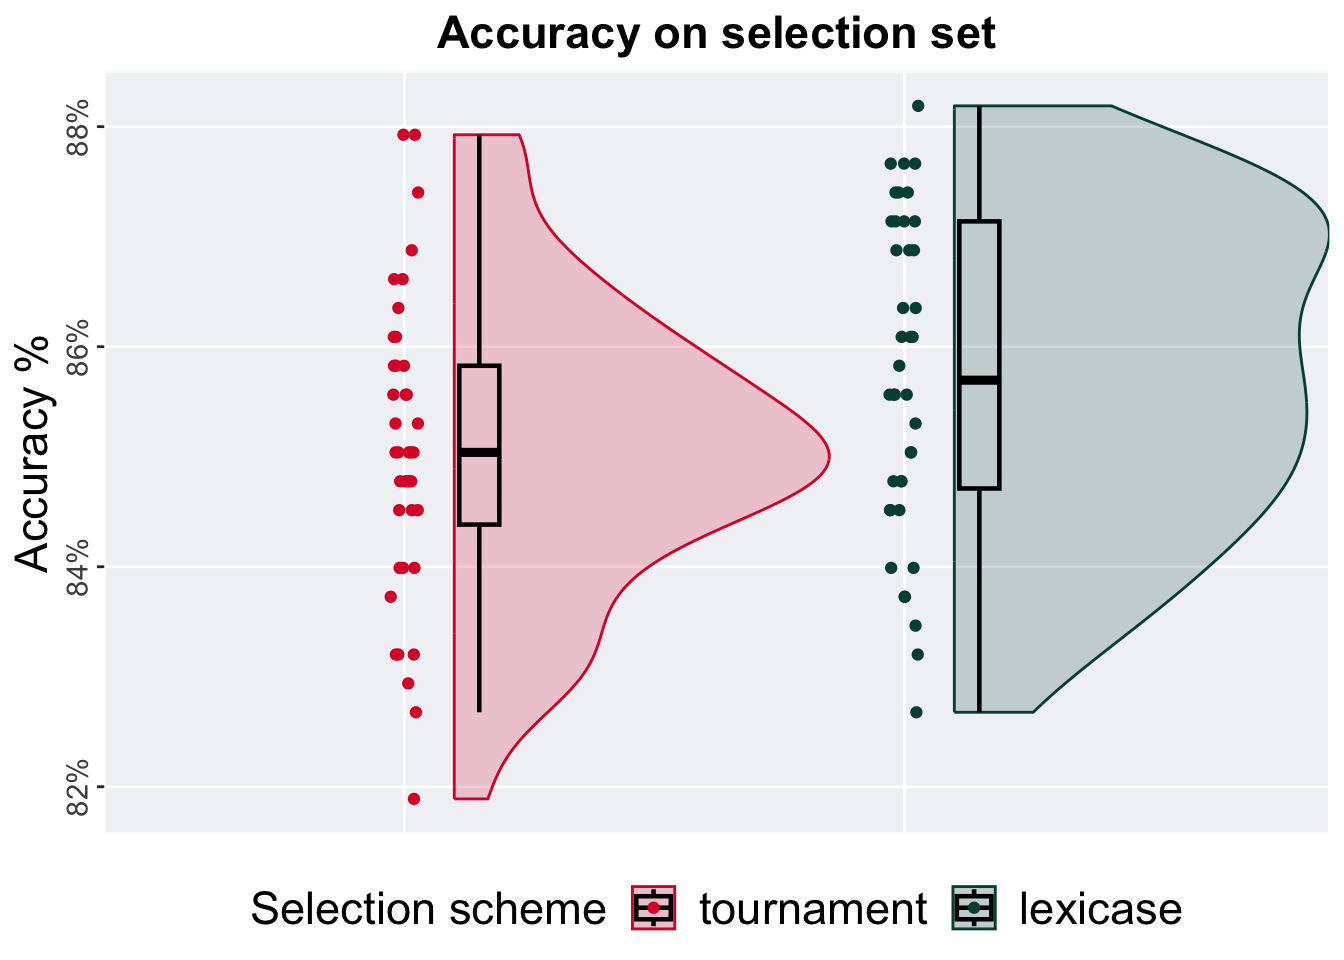 Accuracy on selection set
Accuracy %
88%
86%
84%
82%
Selection scheme tournament lexicase